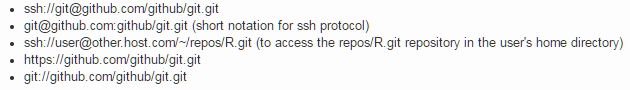 • ssh://git@github.com/github/git.git
• git@github.com:github/git.git (short notation for ssh protocol)
• ssh://user@other.host.com/~/repos/R.git (to access the repos/R.git repository in the user's home directory)
• https://github.com/github/git.git
• git://github.com/github/git.git